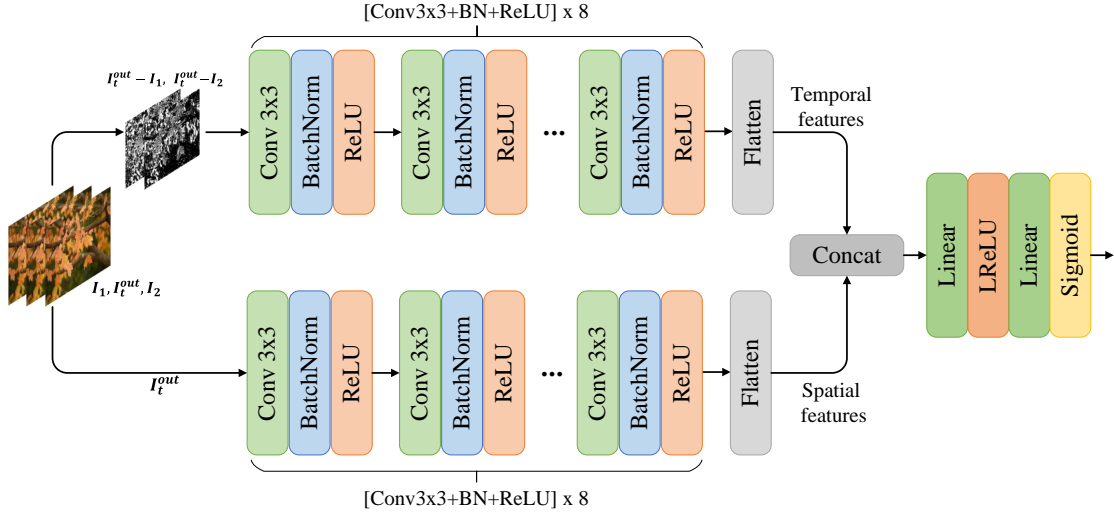 [Conv3x3+BN+ReLU] x 8
I_t^out − I_1, I_t^out − I_2
Conv 3x3
BatchNorm
ReLU
Conv 3x3
BatchNorm
ReLU
...
Conv 3x3
BatchNorm
ReLU
Flatten
Temporal
features
I_1, I_t^out, I_2
Concat
Linear
LReLU
Linear
Sigmoid
I_t^out
Conv 3x3
BatchNorm
ReLU
Conv 3x3
BatchNorm
ReLU
...
Conv 3x3
BatchNorm
ReLU
Flatten
Spatial
features
[Conv3x3+BN+ReLU] x 8